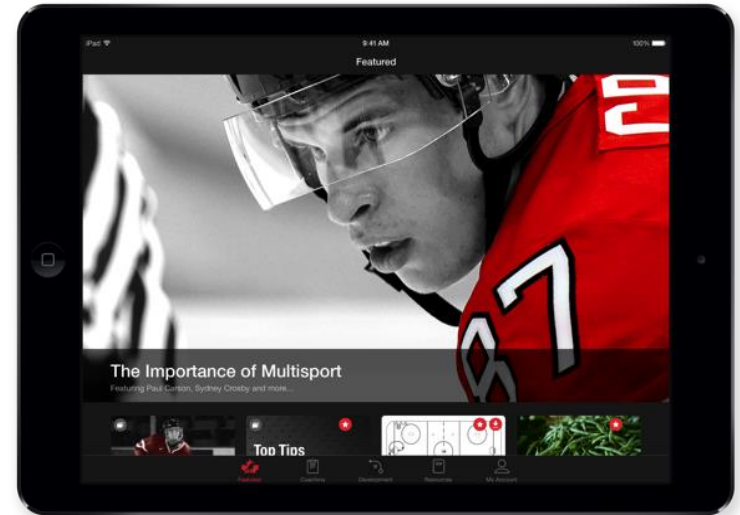 iPad
9:41 AM
100%
Featured
87
The Importance of Multisport
Featuring Paul Carson, Sydney Crosby and more...
Top Tips
Featured
Coaching
Development
Resources
My Account